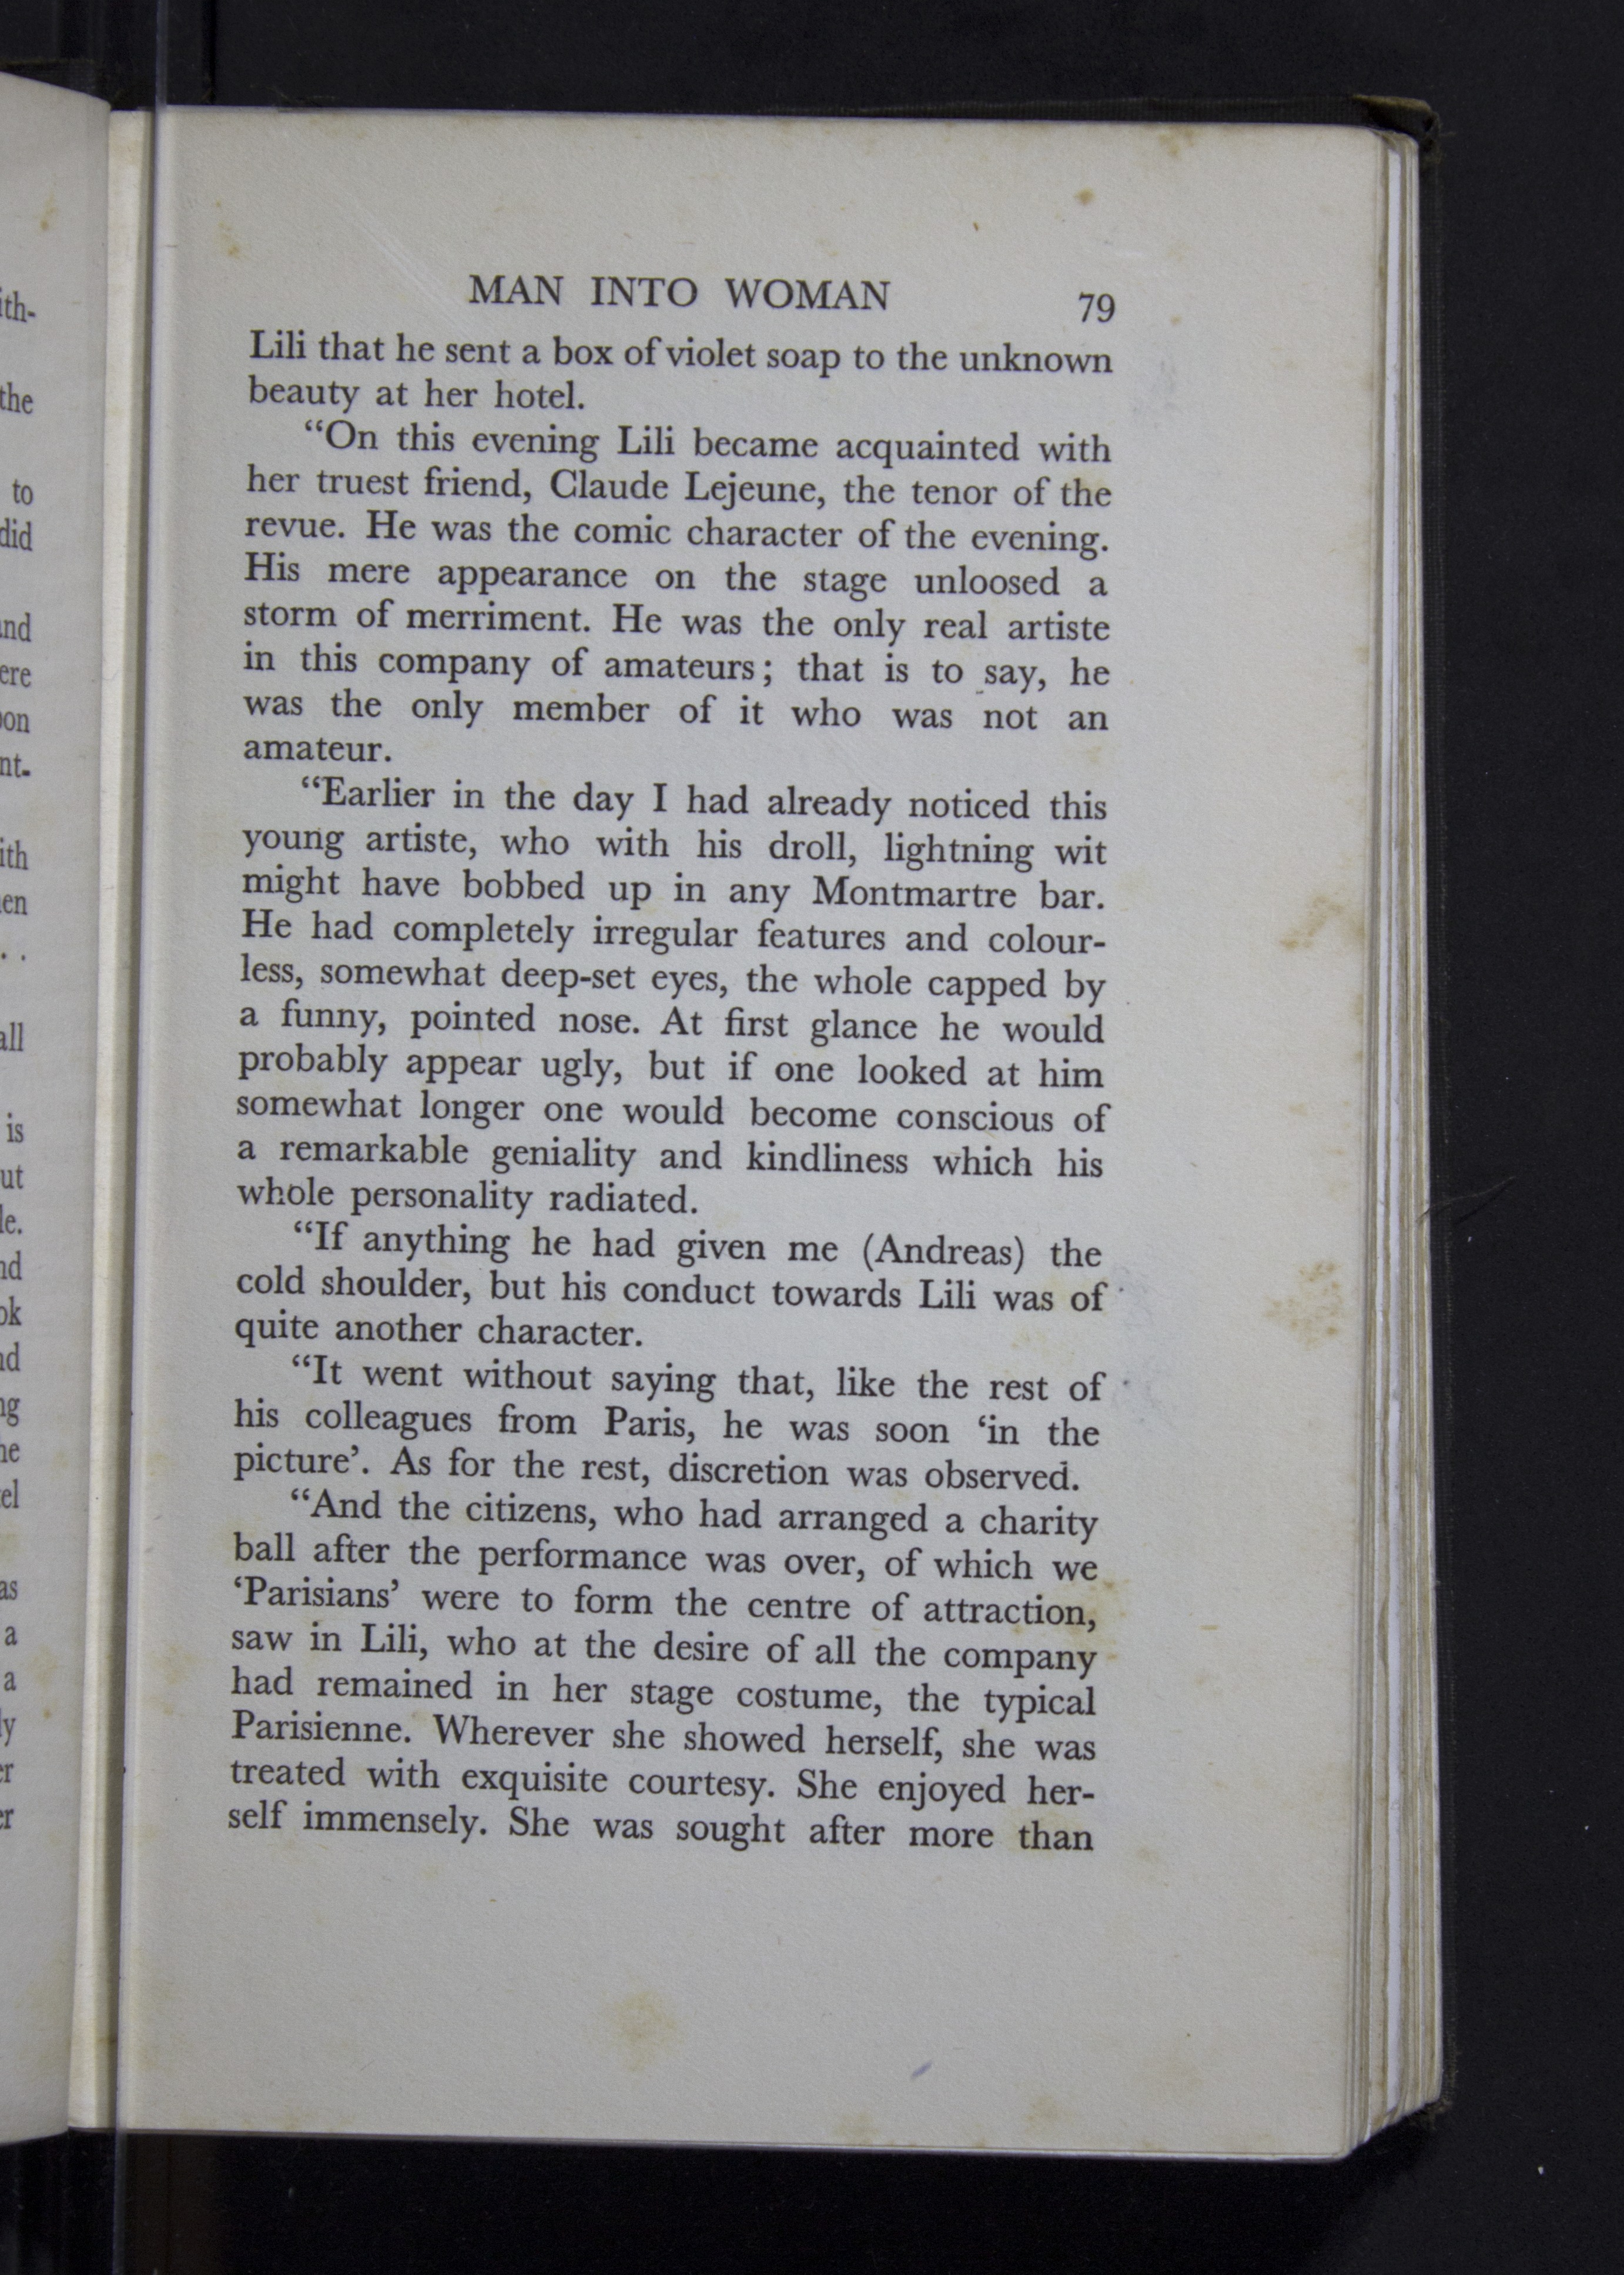 MAN INTO WOMAN 79
Lili that he sent a box of violet soap to the unknown
beauty at her hotel.
“On this evening Lili became acquainted with
her truest friend, Claude Lejeune, the tenor of the
revue. He was the comic character of the evening.
His mere appearance on the stage unloosed a
storm of merriment. He was the only real artiste
in this company of amateurs; that is to say, he
was the only member of it who was not an
amateur.
“Earlier in the day I had already noticed this
young artiste, who with his droll, lightning wit
might have bobbed up in any Montmartre bar.
He had completely irregular features and colour-
less, somewhat deep-set eyes, the whole capped by
a funny, pointed nose. At first glance he would
probably appear ugly, but if one looked at him
somewhat longer one would become conscious of
a remarkable geniality and kindliness which his
whole personality radiated.
“If anything he had given me (Andreas) the
cold shoulder, but his conduct towards Lili was of
quite another character.
“It went without saying that, like the rest of
his colleagues from Paris, he was soon ‘in the
picture’. As for the rest, discretion was observed.
“And the citizens, who had arranged a charity
ball after the performance was over, of which we
‘Parisians’ were to form the centre of attraction,
saw in Lili, who at the desire of all the company
had remained in her stage costume, the typical
Parisienne. Wherever she showed herself, she was
treated with exquisite courtesy. She enjoyed her-
self immensely. She was sought after more than